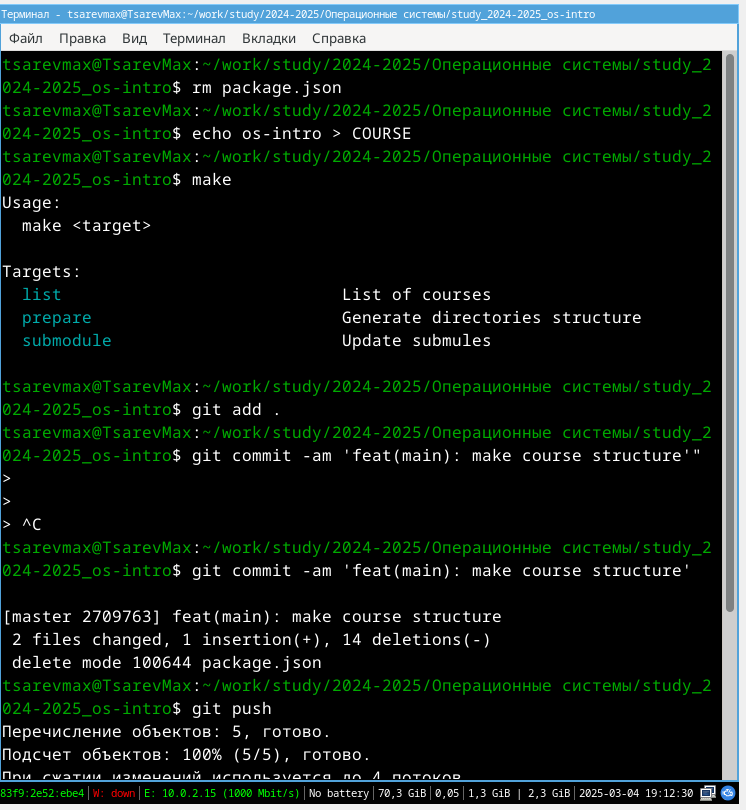 Терминал - tsarevmax@TsarevMax:~/work/study/2024-2025/Операционные системы/study_2024-2025_os-intro
Файл Правка Вид Терминал Вкладки Справка
tsarevmax@TsarevMax:~/work/study/2024-2025/Операционные системы/study_2
024-2025_os-intro$ rm package.json
tsarevmax@TsarevMax:~/work/study/2024-2025/Операционные системы/study_2
024-2025_os-intro$ echo os-intro > COURSE
tsarevmax@TsarevMax:~/work/study/2024-2025/Операционные системы/study_2
024-2025_os-intro$ make
Usage:
  make <target>

Targets:
  list                            List of courses
  prepare                         Generate directories structure
  submodule                       Update submules

tsarevmax@TsarevMax:~/work/study/2024-2025/Операционные системы/study_2
024-2025_os-intro$ git add .
tsarevmax@TsarevMax:~/work/study/2024-2025/Операционные системы/study_2
024-2025_os-intro$ git commit -am 'feat(main): make course structure'"
>
>
> ^C
tsarevmax@TsarevMax:~/work/study/2024-2025/Операционные системы/study_2
024-2025_os-intro$ git commit -am 'feat(main): make course structure'

[master 2709763] feat(main): make course structure
 2 files changed, 1 insertion(+), 14 deletions(-)
 delete mode 100644 package.json
tsarevmax@TsarevMax:~/work/study/2024-2025/Операционные системы/study_2
024-2025_os-intro$ git push
Перечисление объектов: 5, готово.
Подсчет объектов: 100% (5/5), готово.
При сжатии изменений используется до 4 потоков
83f9:2e52:ebe4 | W: down | E: 10.0.2.15 (1000 Mbit/s) | No battery | 70,3 GiB | 0,05 | 1,3 GiB | 2,3 GiB | 2025-03-04 19:12:30